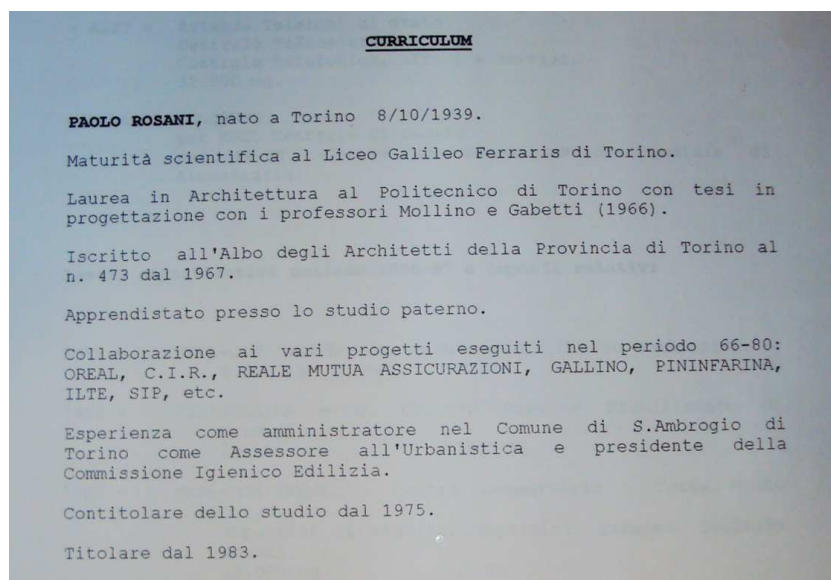 CURRICULUM
PAOLO ROSANI, nato a Torino 8/10/1939.
Maturità scientifica al Liceo Galileo Ferraris di Torino.
Laurea in Architettura al Politecnico di Torino con tesi in
progettazione con i professori Mollino e Gabetti (1966).
Iscritto all'Albo degli Architetti della Provincia di Torino al
n. 473 dal 1967.
Apprendistato presso lo studio paterno.
Collaborazione ai vari progetti eseguiti nel periodo 66-80:
OREAL, C.I.R., REALE MUTUA ASSICURAZIONI, GALLINO, PININFARINA,
ILTE, SIP, etc.
Esperienza come amministratore nel Comune di S.Ambrogio di
Torino come Assessore all'Urbanistica e presidente della
Commissione Igienico Edilizia.
Contitolare dello studio dal 1975.
Titolare dal 1983.